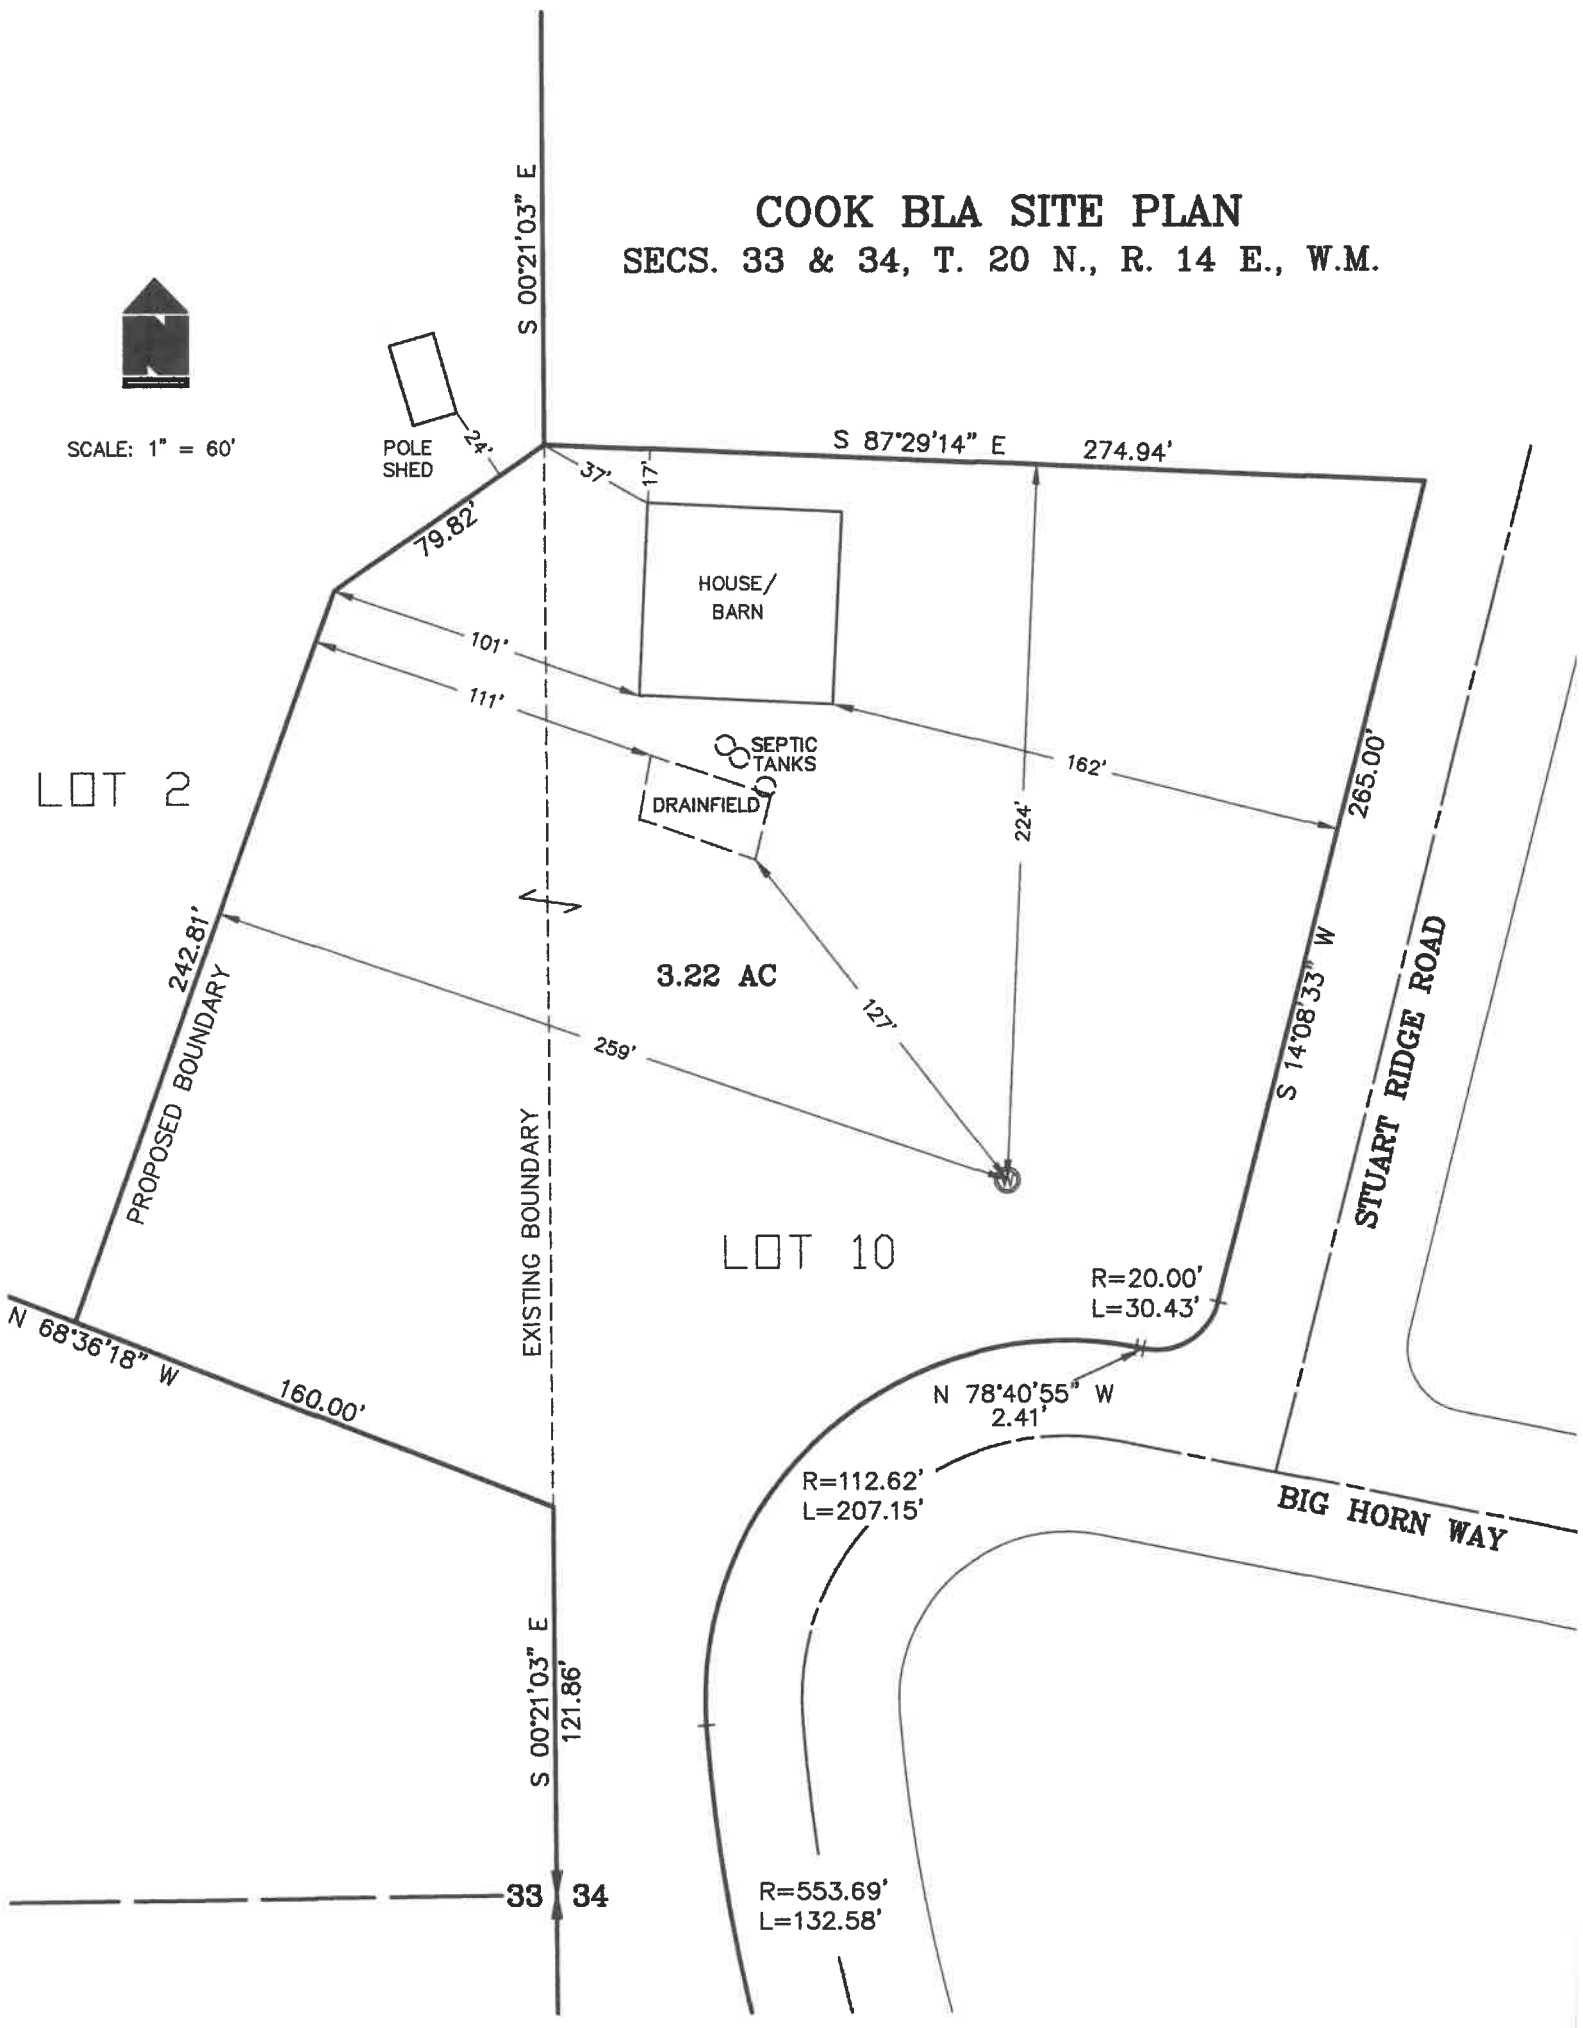 COOK BLA SITE PLAN
SECS. 33 & 34, T. 20 N., R. 14 E., W.M.
S 00°21'03" E
N
SCALE: 1" = 60'
POLE
SHED
24'
S 87°29'14" E 274.94'
37'
17'
79.82'
HOUSE/
BARN
101'
111'
SEPTIC
TANKS
DRAINFIELD
162'
265.00'
224'
LOT 2
242.81'
PROPOSED BOUNDARY
3.22 AC
127'
259'
S 14°08'33" W
STUART RIDGE ROAD
EXISTING BOUNDARY
W
LOT 10
R=20.00'
L=30.43'
N 68°36'18" W
160.00'
N 78°40'55" W
2.41'
R=112.62'
L=207.15'
BIG HORN WAY
S 00°21'03" E
121.86'
33 34
R=553.69'
L=132.58'